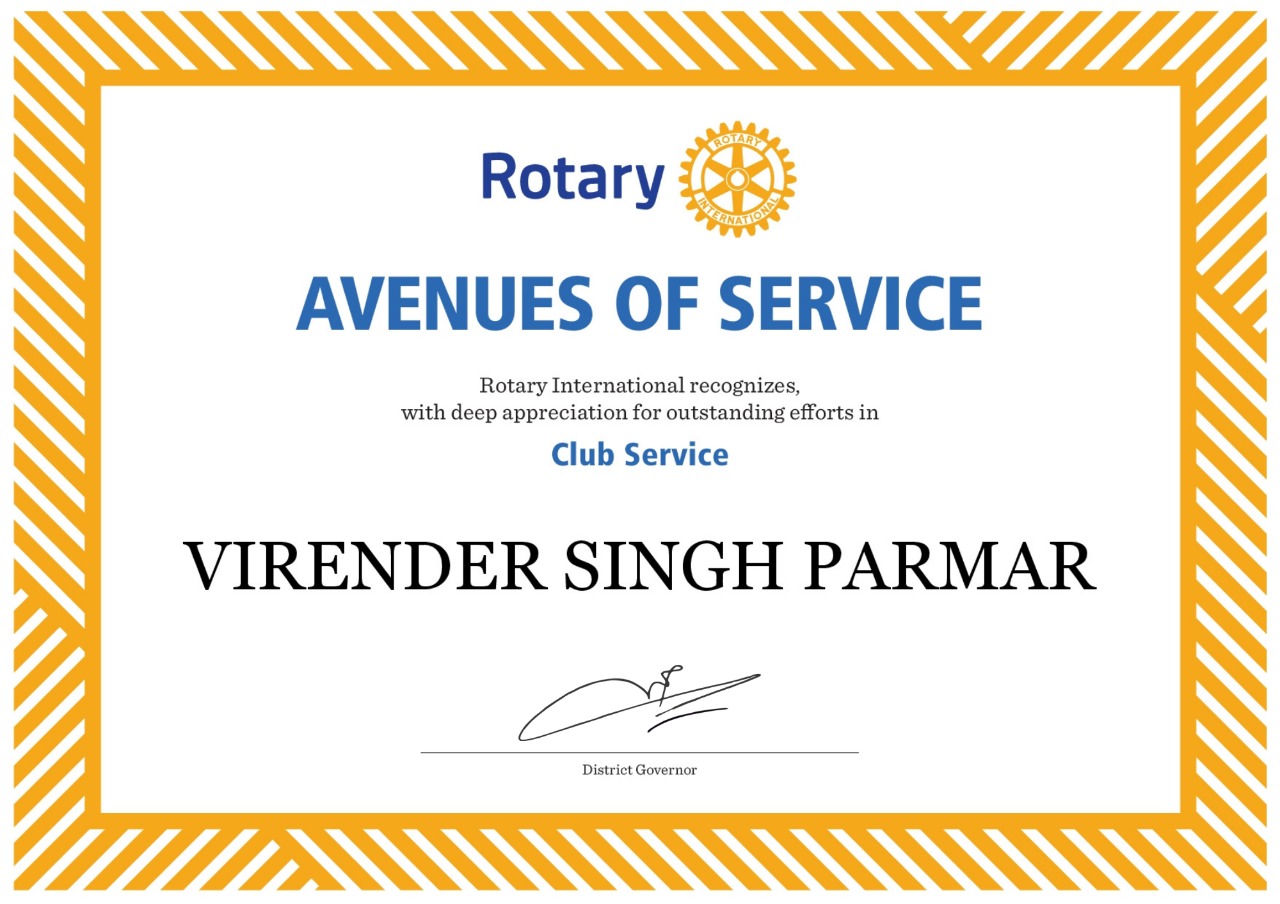 Rotary
ROTARY
INTERNATIONAL
AVENUES OF SERVICE
Rotary International recognizes,
with deep appreciation for outstanding efforts in
Club Service
VIRENDER SINGH PARMAR
District Governor